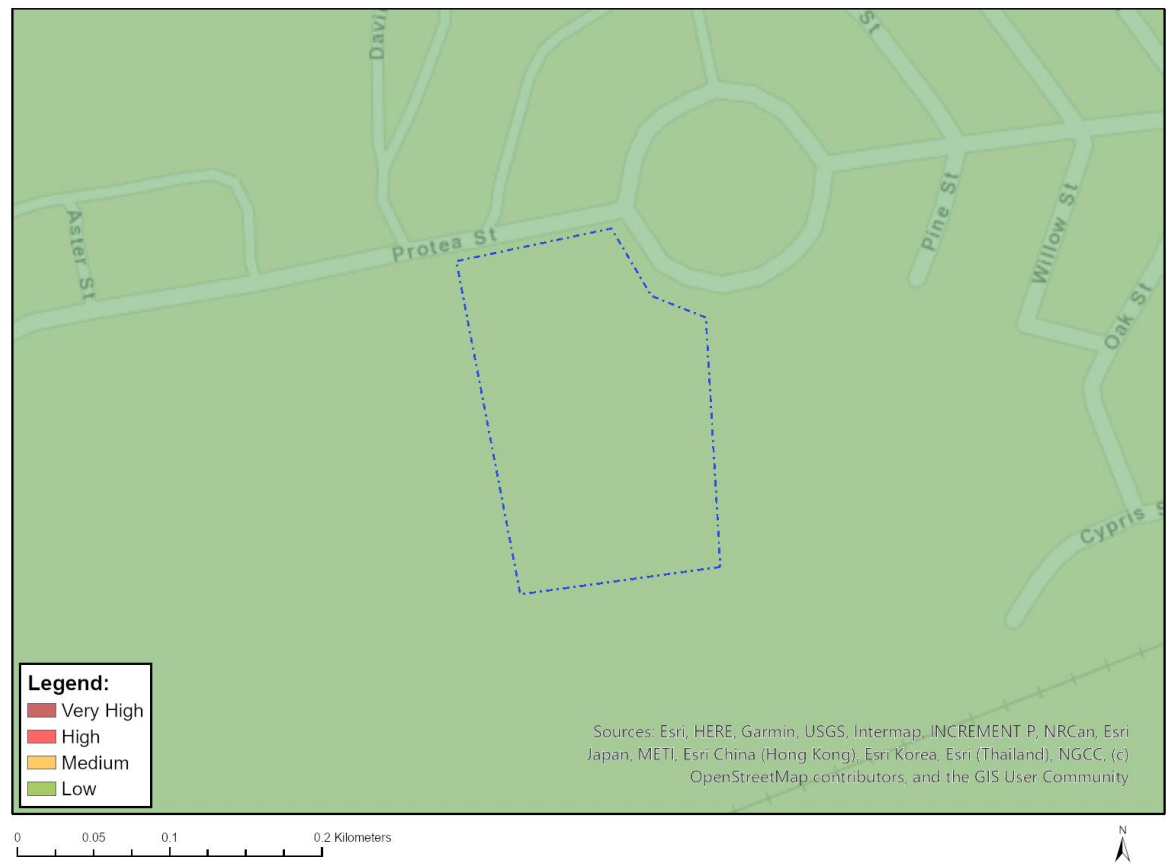 St
Protea St
Aster St
Pine St
Willow St
Oak St
Cypris
Legend:
Very High
High
Medium
Low
Sources: Esri, HERE, Garmin, USGS, Intermap, INCREMENT P, NRCan, Esri
Japan, METI, Esri China (Hong Kong), Esri Korea, Esri (Thailand), NGCC, (c)
OpenStreetMap contributors, and the GIS User Community
0 0.05 0.1 0.2 Kilometers
N